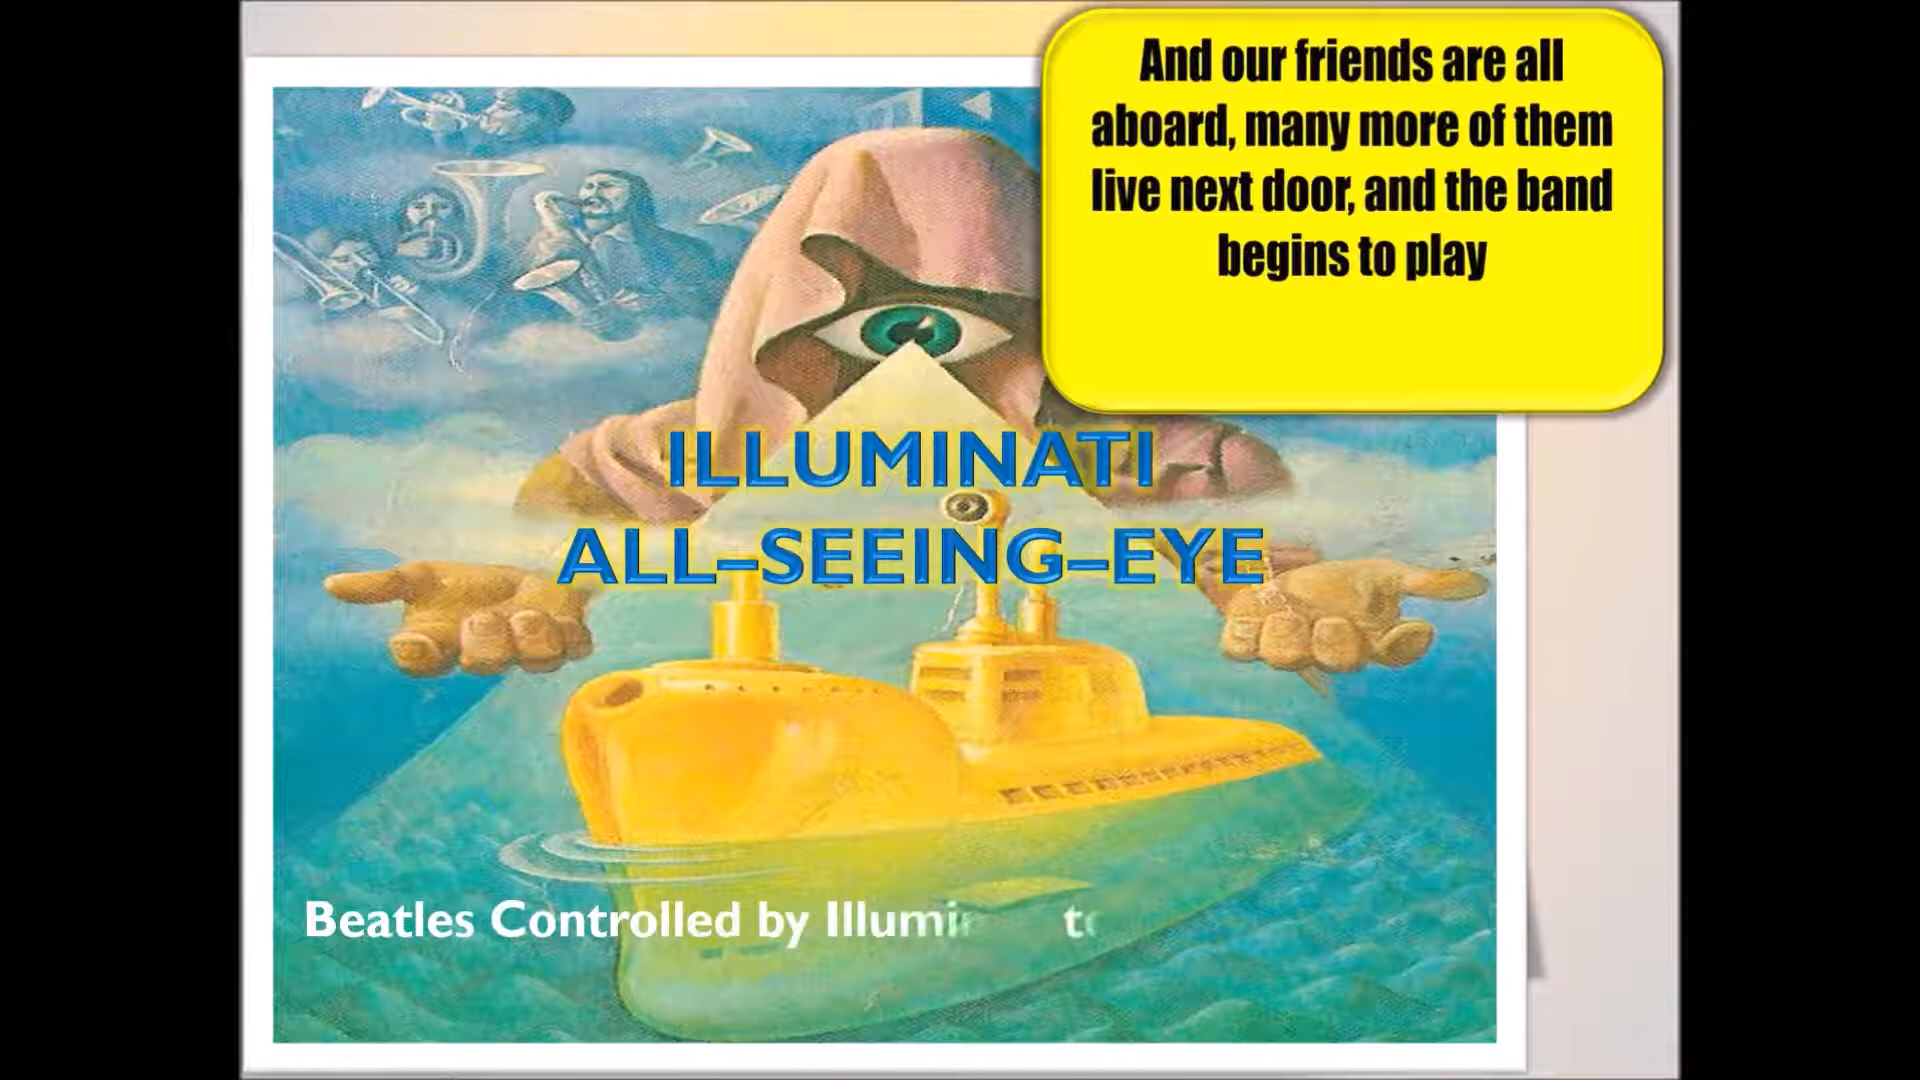 And our friends are all
aboard, many more of them
live next door, and the band
begins to play
ILLUMINATI
ALL–SEEING–EYE
Beatles Controlled by